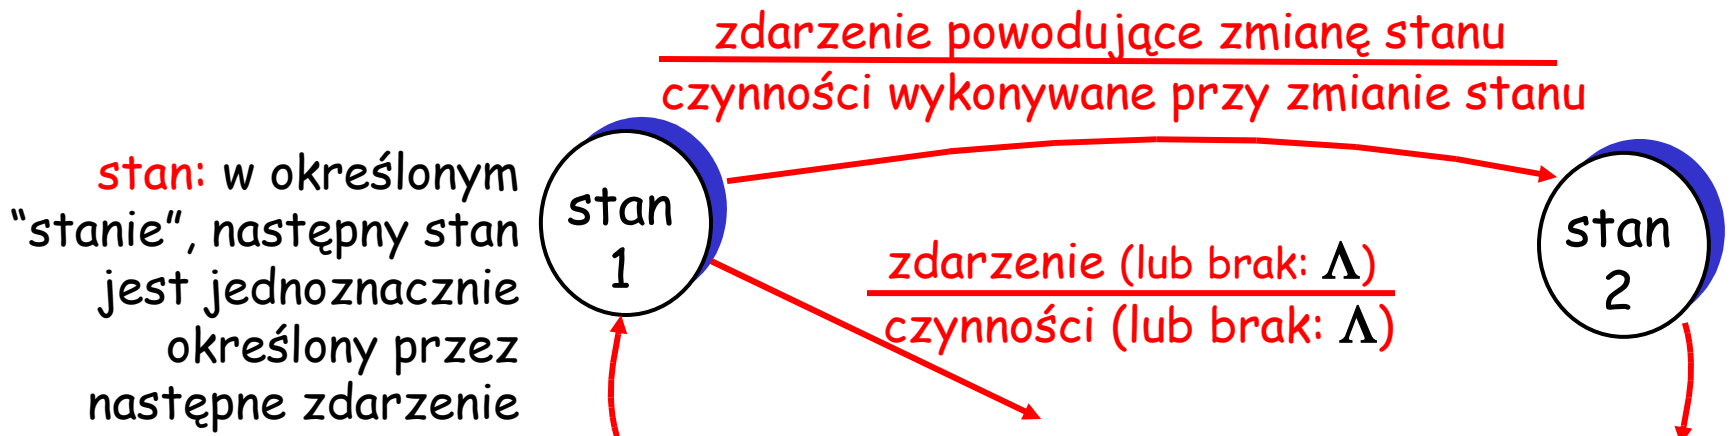 zdarzenie powodujące zmianę stanu
czynności wykonywane przy zmianie stanu
stan: w określonym
“stanie”, następny stan
jest jednoznacznie
określony przez
następne zdarzenie
stan
1
zdarzenie (lub brak: Λ)
czynności (lub brak: Λ)
stan
2